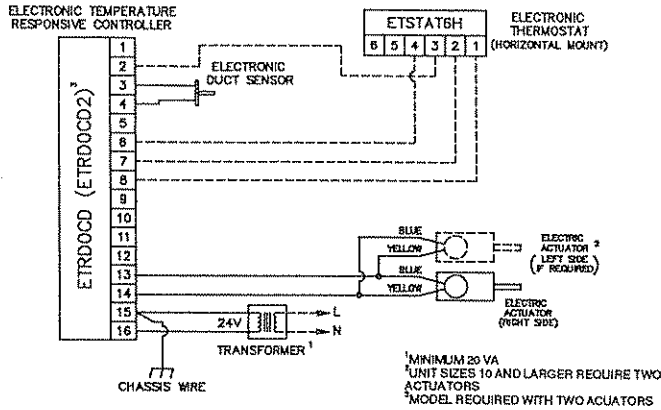 ELECTRONIC TEMPERATURE
RESPONSIVE CONTROLLER
ETRDOCD (ETRDOCD2)³
1
2
3
4
5
6
7
8
9
10
11
12
13
14
15
16
ELECTRONIC
DUCT SENSOR
ETSTAT6H
6 5 4 3 2 1
ELECTRONIC
THERMOSTAT
(HORIZONTAL MOUNT)
BLUE
YELLOW
ELECTRIC
ACTUATOR ²
(LEFT SIDE
IF REQUIRED)
BLUE
YELLOW
ELECTRIC
ACTUATOR
(RIGHT SIDE)
24V
L
N
TRANSFORMER ¹
CHASSIS WIRE
¹MINIMUM 20 VA
²UNIT SIZES 10 AND LARGER REQUIRE TWO
ACTUATORS
³MODEL REQUIRED WITH TWO ACUATORS